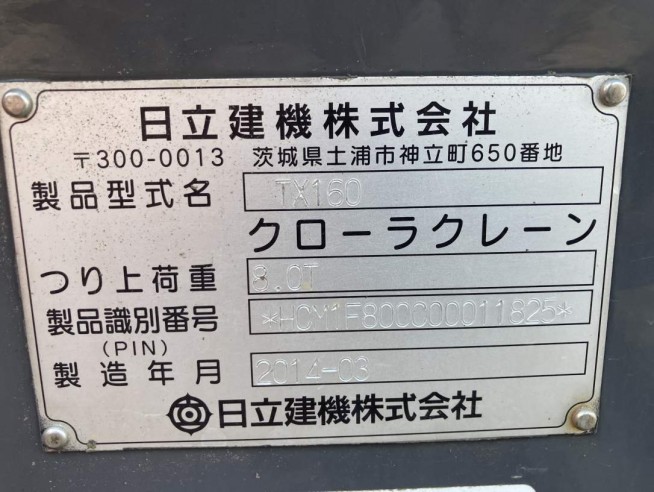 日立建機株式会社
〒300-0013 茨城県土浦市神立町650番地
製品型式名 TX160
クローラクレーン
つり上荷重 8.0T
製品識別番号
(PIN)
製造年月 2014-03
日立建機株式会社